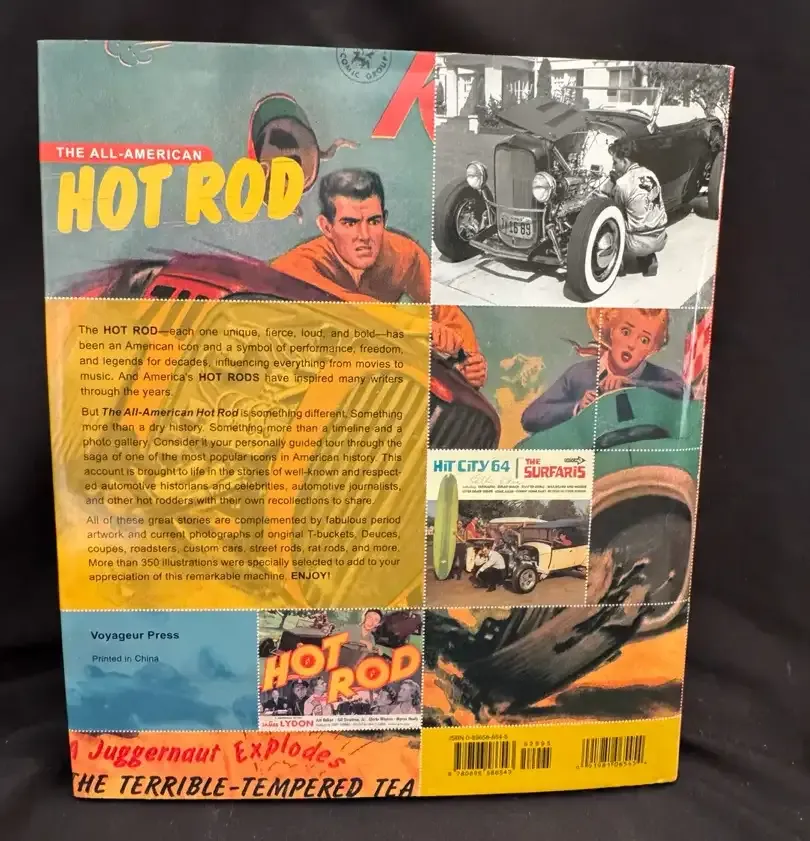 COMIC GROUP
THE ALL-AMERICAN
HOT ROD
The HOT ROD—each one unique, fierce, loud, and bold—has
been an American icon and a symbol of performance, freedom,
and legends for decades, influencing everything from movies to
music. And America's HOT RODS have inspired many writers
through the years.
But The All-American Hot Rod is something different. Something
more than a dry history. Something more than a timeline and a
photo gallery. Consider it your personally guided tour through the
saga of one of the most popular icons in American history. This
account is brought to life in the stories of well-known and respect-
ed automotive historians and celebrities, automotive journalists,
and other hot rodders with their own recollections to share.
All of these great stories are complemented by fabulous period
artwork and current photographs of original T-buckets, Deuces,
coupes, roadsters, custom cars, street rods, rat rods, and more.
More than 350 illustrations were specially selected to add to your
appreciation of this remarkable machine. ENJOY!
HIT CITY 64
THE
SURFARIS
Voyageur Press
Printed in China
HOT
ROD
JAMES LYDON
Juggernaut Explodes
THE TERRIBLE-TEMPERED TEA